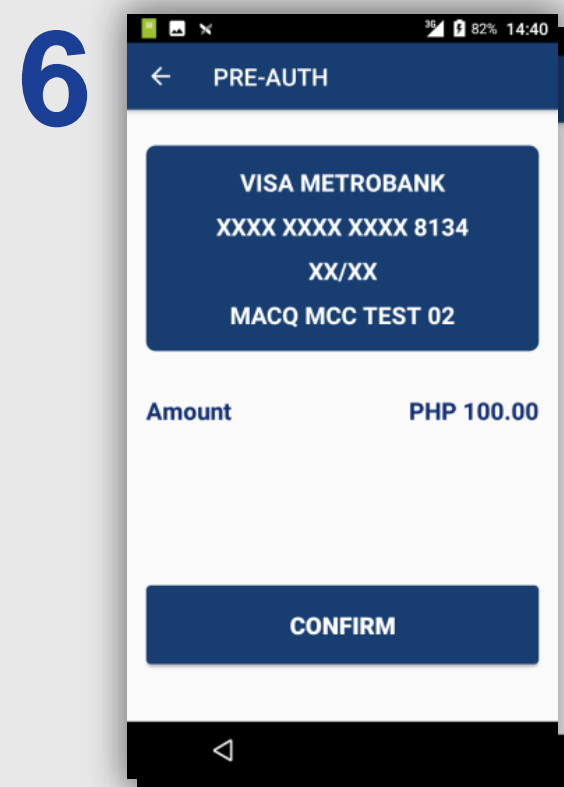 6
3G 82% 14:40
PRE-AUTH
VISA METROBANK
XXXX XXXX XXXX 8134
XX/XX
MACQ MCC TEST 02
Amount PHP 100.00
CONFIRM